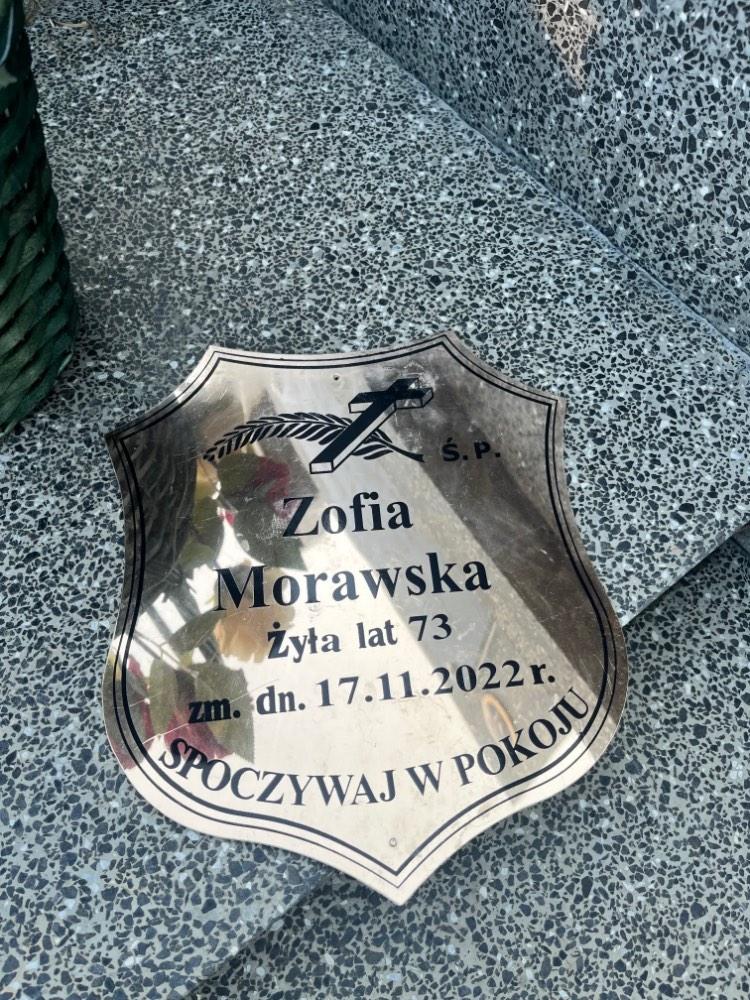 Ś.P.
Zofia
Morawska
Żyła lat 73
zm. dn. 17.11.2022 r.
SPOCZYWAJ W POKOJU